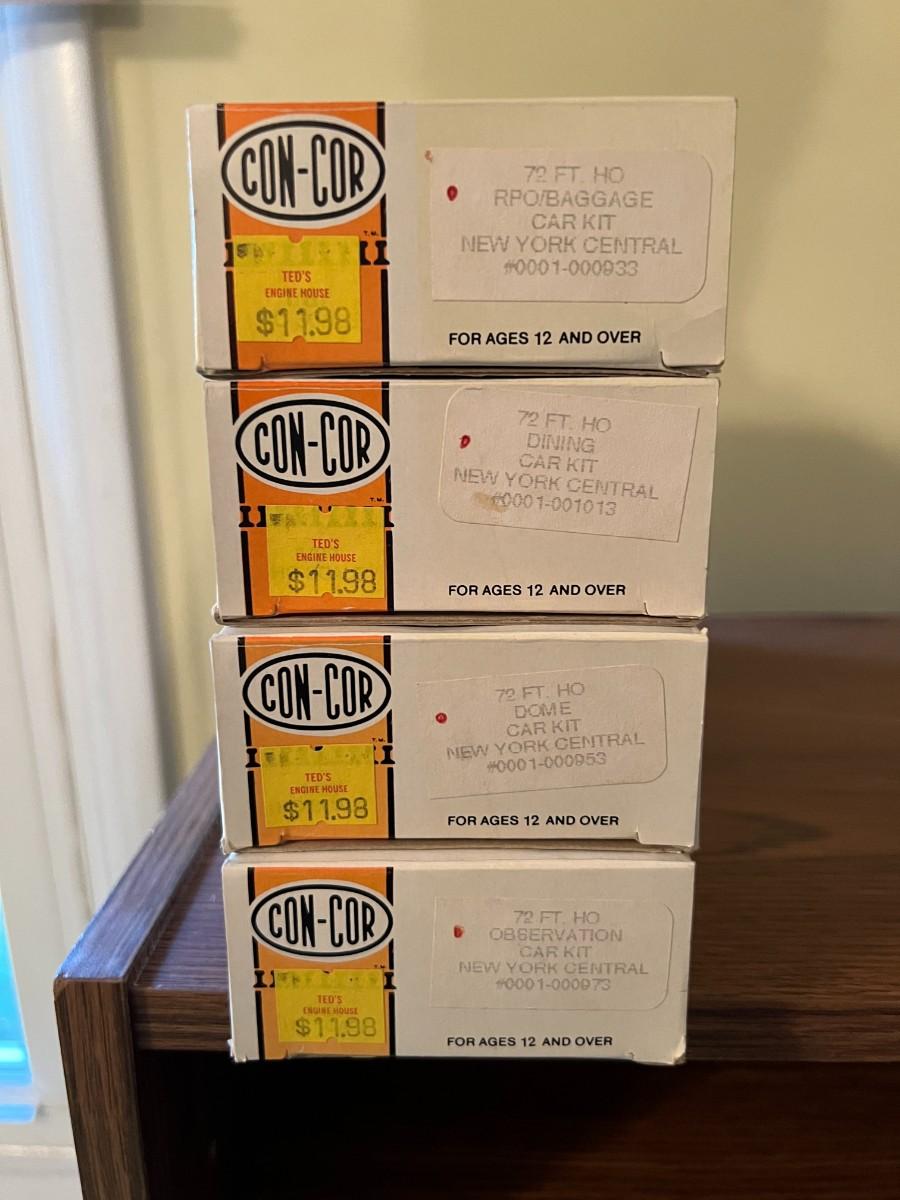 CON-COR
T.M.
TED'S
ENGINE HOUSE
$11.98
72 FT. HO
RPO/BAGGAGE
CAR KIT
NEW YORK CENTRAL
#0001-000933
FOR AGES 12 AND OVER
CON-COR
T.M.
TED'S
ENGINE HOUSE
$11.98
72 FT. HO
DINING
CAR KIT
NEW YORK CENTRAL
#0001-001013
FOR AGES 12 AND OVER
CON-COR
T.M.
TED'S
ENGINE HOUSE
$11.98
72 FT. HO
DOME
CAR KIT
NEW YORK CENTRAL
#0001-000953
FOR AGES 12 AND OVER
CON-COR
T.M.
TED'S
ENGINE HOUSE
$11.98
72 FT. HO
OBSERVATION
CAR KIT
NEW YORK CENTRAL
#0001-000973
FOR AGES 12 AND OVER